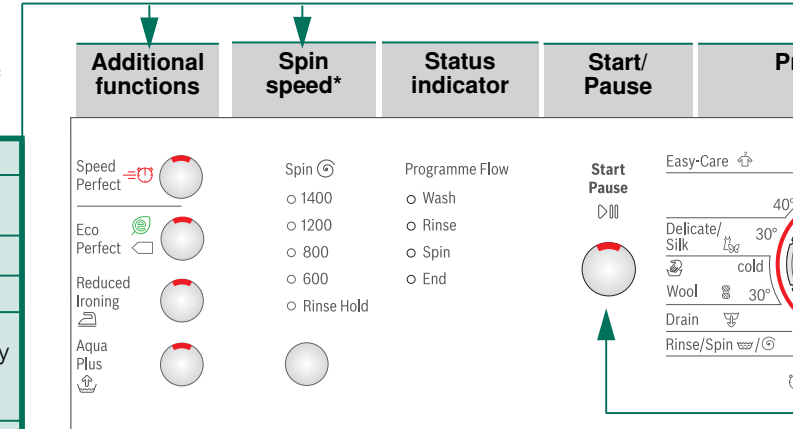 Additional
functions
Spin
speed*
Status
indicator
Start/
Pause
Speed
Perfect
Eco
Perfect
Reduced
Ironing
Aqua
Plus
Spin
1400
1200
800
600
Rinse Hold
Programme Flow
Wash
Rinse
Spin
End
Start
Pause
Easy-Care
40°
Delicate/
Silk 30°
cold
Wool 30°
Drain
Rinse/Spin /